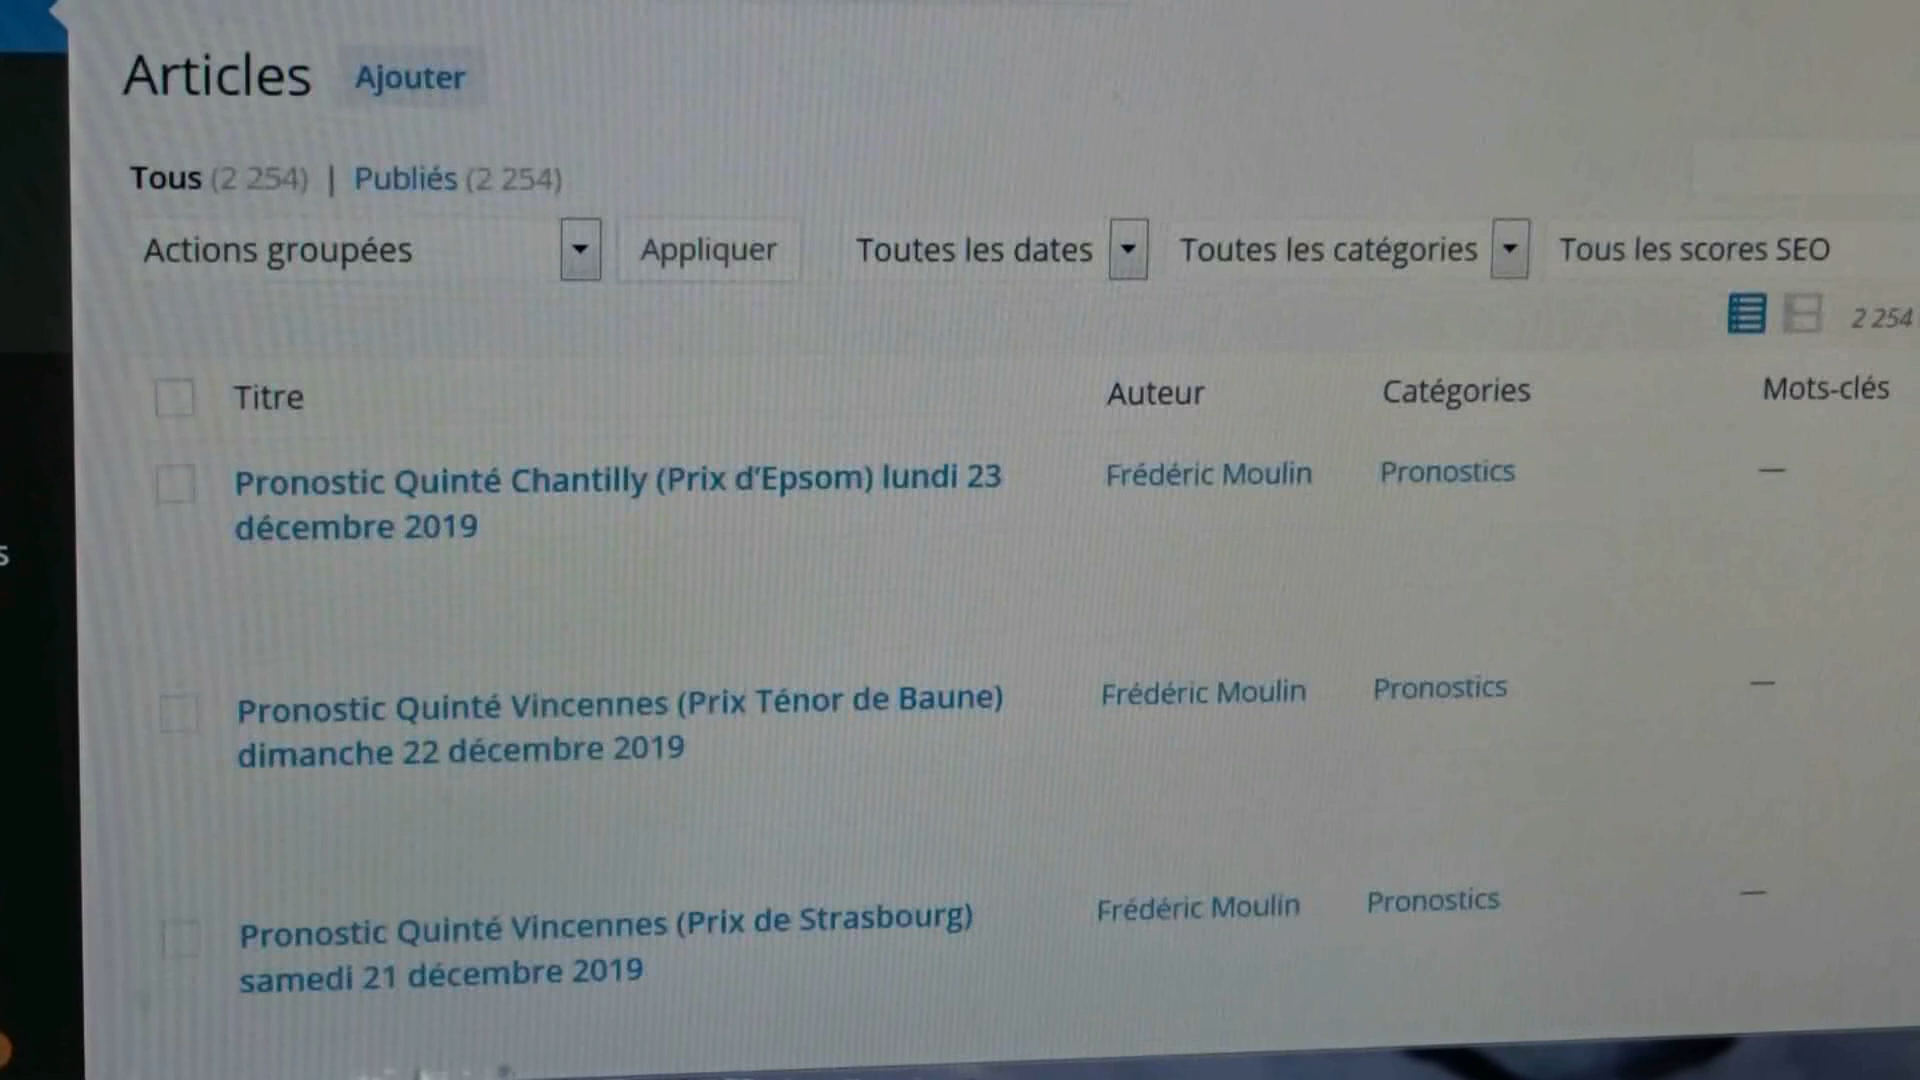 Articles Ajouter
Tous (2 254) | Publiés (2 254)
Actions groupées Appliquer Toutes les dates Toutes les catégories Tous les scores SEO
2 254
Titre Auteur Catégories Mots-clés
Pronostic Quinté Chantilly (Prix d'Epsom) lundi 23 Frédéric Moulin Pronostics —
décembre 2019
s
Pronostic Quinté Vincennes (Prix Ténor de Baune) Frédéric Moulin Pronostics —
dimanche 22 décembre 2019
Pronostic Quinté Vincennes (Prix de Strasbourg) Frédéric Moulin Pronostics —
samedi 21 décembre 2019